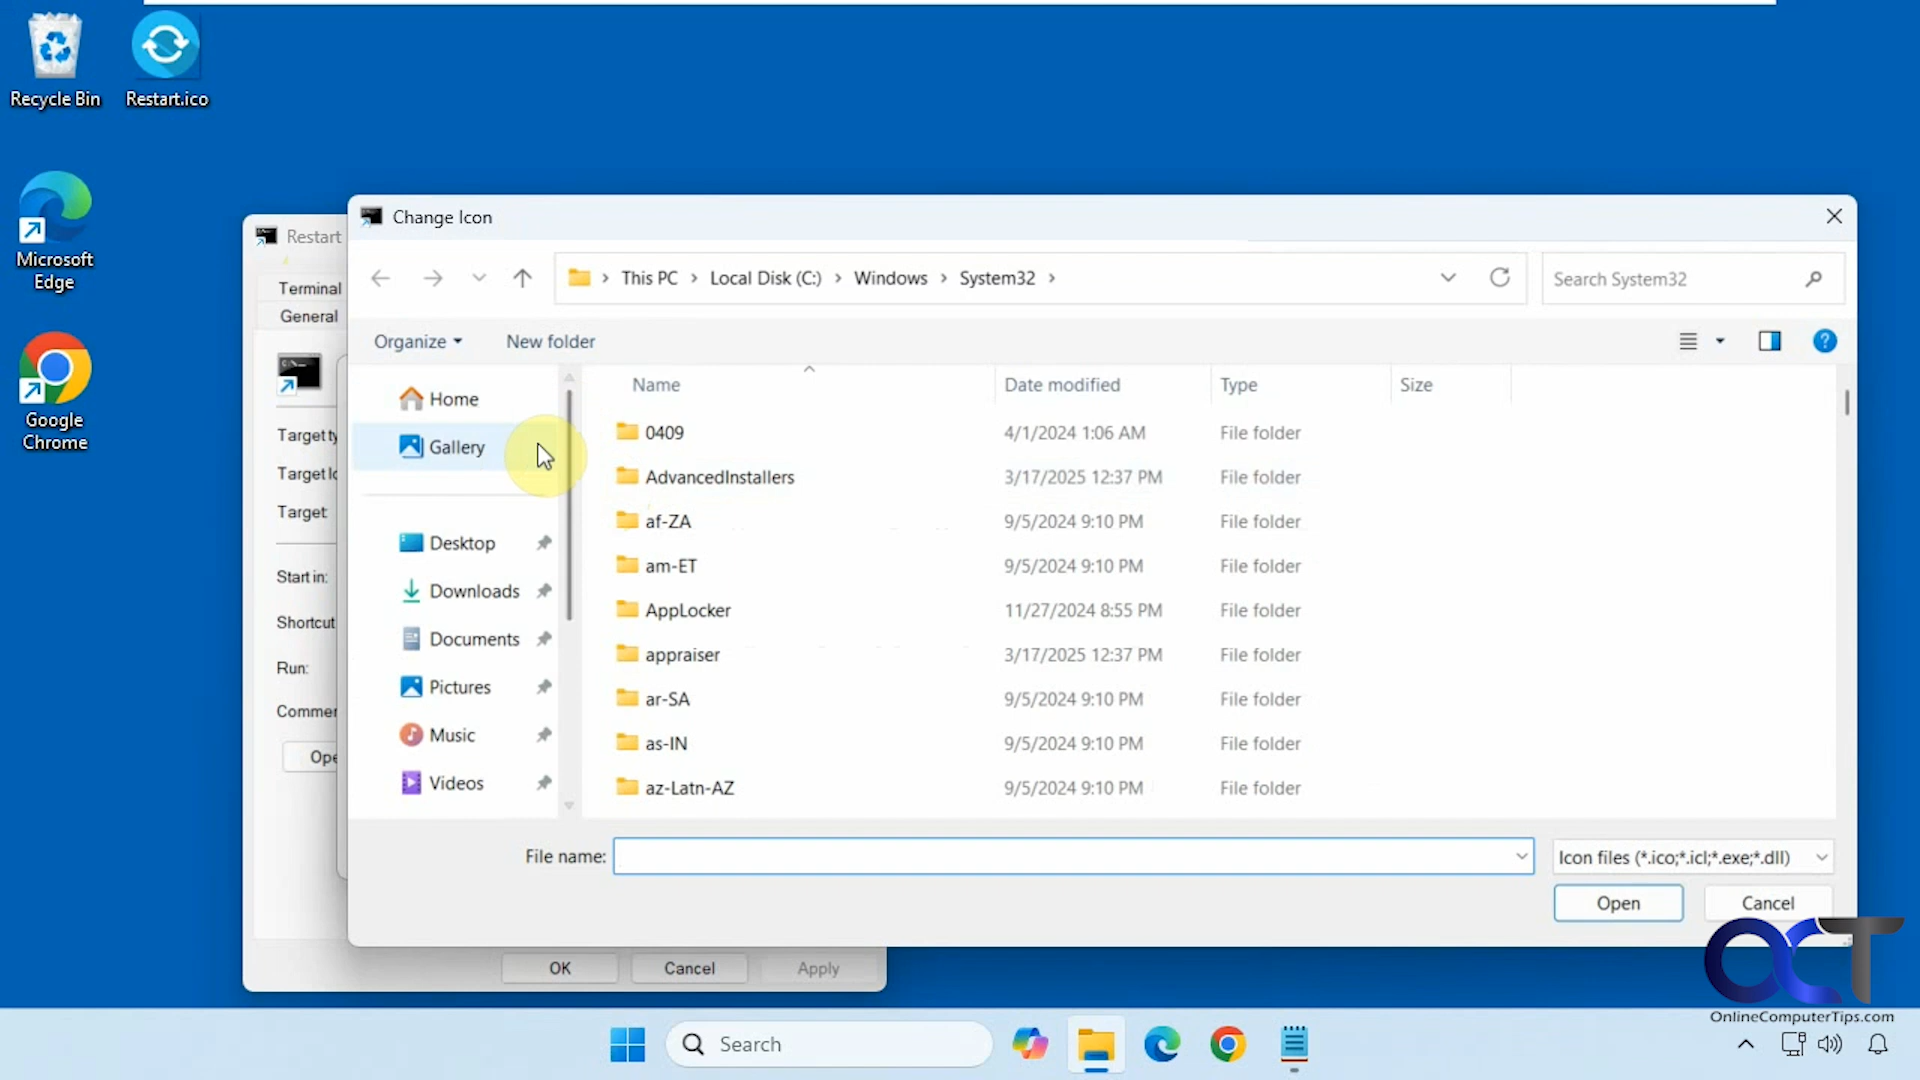 Recycle Bin
Restart.ico
Microsoft
Edge
Google
Chrome
Restart
Terminal
General
Target ty
Target lo
Target:
Start in:
Shortcut
Run:
Commen
Ope
OK
Cancel
Apply
Change Icon
This PC
Local Disk (C:)
Windows
System32
Search System32
Organize
New folder
Home
Gallery
Desktop
Downloads
Documents
Pictures
Music
Videos
Name Date modified Type Size
0409 4/1/2024 1:06 AM File folder
AdvancedInstallers 3/17/2025 12:37 PM File folder
af-ZA 9/5/2024 9:10 PM File folder
am-ET 9/5/2024 9:10 PM File folder
AppLocker 11/27/2024 8:55 PM File folder
appraiser 3/17/2025 12:37 PM File folder
ar-SA 9/5/2024 9:10 PM File folder
as-IN 9/5/2024 9:10 PM File folder
az-Latn-AZ 9/5/2024 9:10 PM File folder
File name:
Icon files (*.ico;*.icl;*.exe;*.dll)
Open
Cancel
OCT
OnlineComputerTips.com
Search